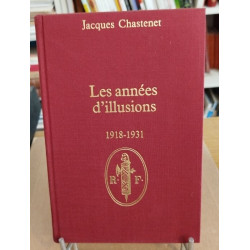 Jacques Chastenet
Les années
d'illusions
1918-1931
R. F.